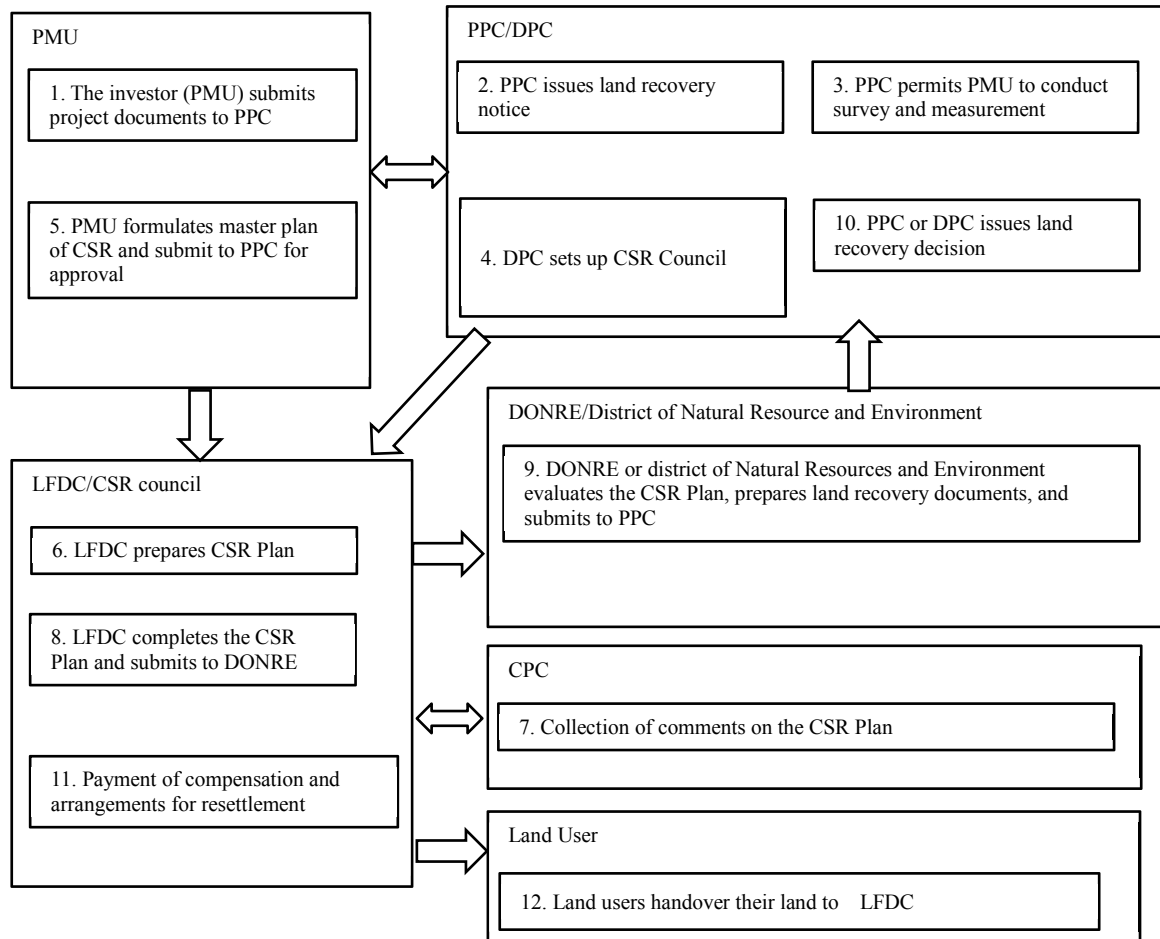 PMU
1. The investor (PMU) submits
project documents to PPC
5. PMU formulates master plan
of CSR and submit to PPC for
approval
PPC/DPC
2. PPC issues land recovery
notice
3. PPC permits PMU to conduct
survey and measurement
4. DPC sets up CSR Council
10. PPC or DPC issues land
recovery decision
DONRE/District of Natural Resource and Environment
9. DONRE or district of Natural Resources and Environment
evaluates the CSR Plan, prepares land recovery documents, and
submits to PPC
LFDC/CSR council
6. LFDC prepares CSR Plan
8. LFDC completes the CSR
Plan and submits to DONRE
11. Payment of compensation and
arrangements for resettlement
CPC
7. Collection of comments on the CSR Plan
Land User
12. Land users handover their land to LFDC